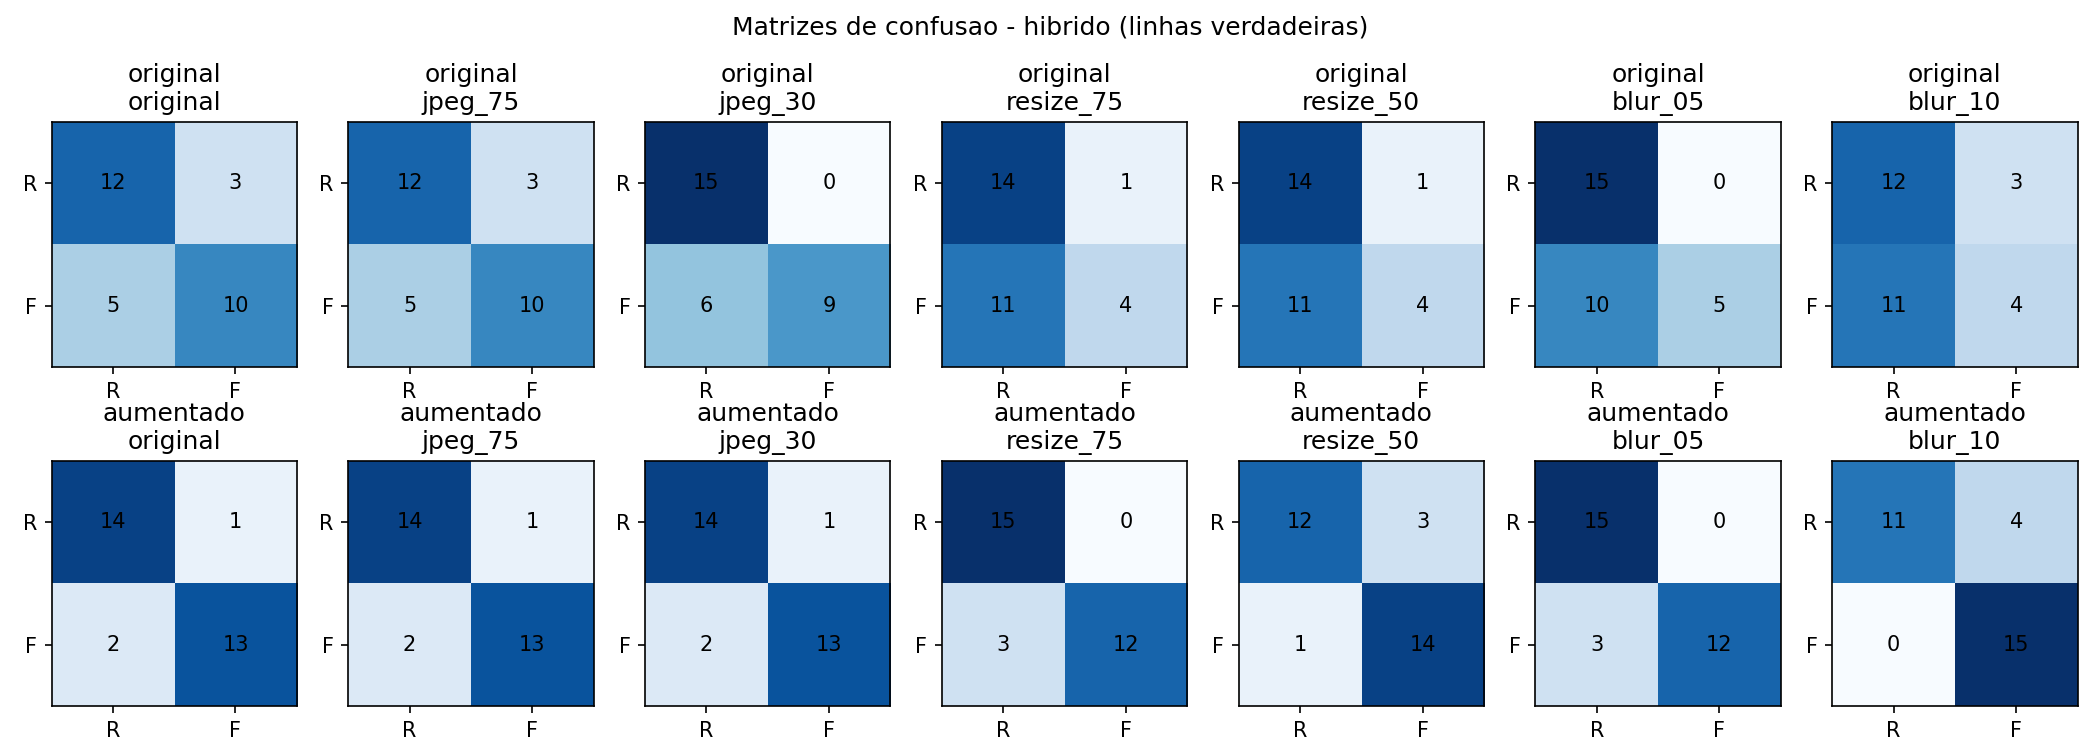 Matrizes de confusao - hibrido (linhas verdadeiras)
original original original original original original original
original jpeg_75 jpeg_30 resize_75 resize_50 blur_05 blur_10
R 12 3 R 12 3 R 15 0 R 14 1 R 14 1 R 15 0 R 12 3
F 5 10 F 5 10 F 6 9 F 11 4 F 11 4 F 10 5 F 11 4
R F R F R F R F R F R F R F
aumentado aumentado aumentado aumentado aumentado aumentado aumentado
original jpeg_75 jpeg_30 resize_75 resize_50 blur_05 blur_10
R 14 1 R 14 1 R 14 1 R 15 0 R 12 3 R 15 0 R 11 4
F 2 13 F 2 13 F 2 13 F 3 12 F 1 14 F 3 12 F 0 15
R F R F R F R F R F R F R F